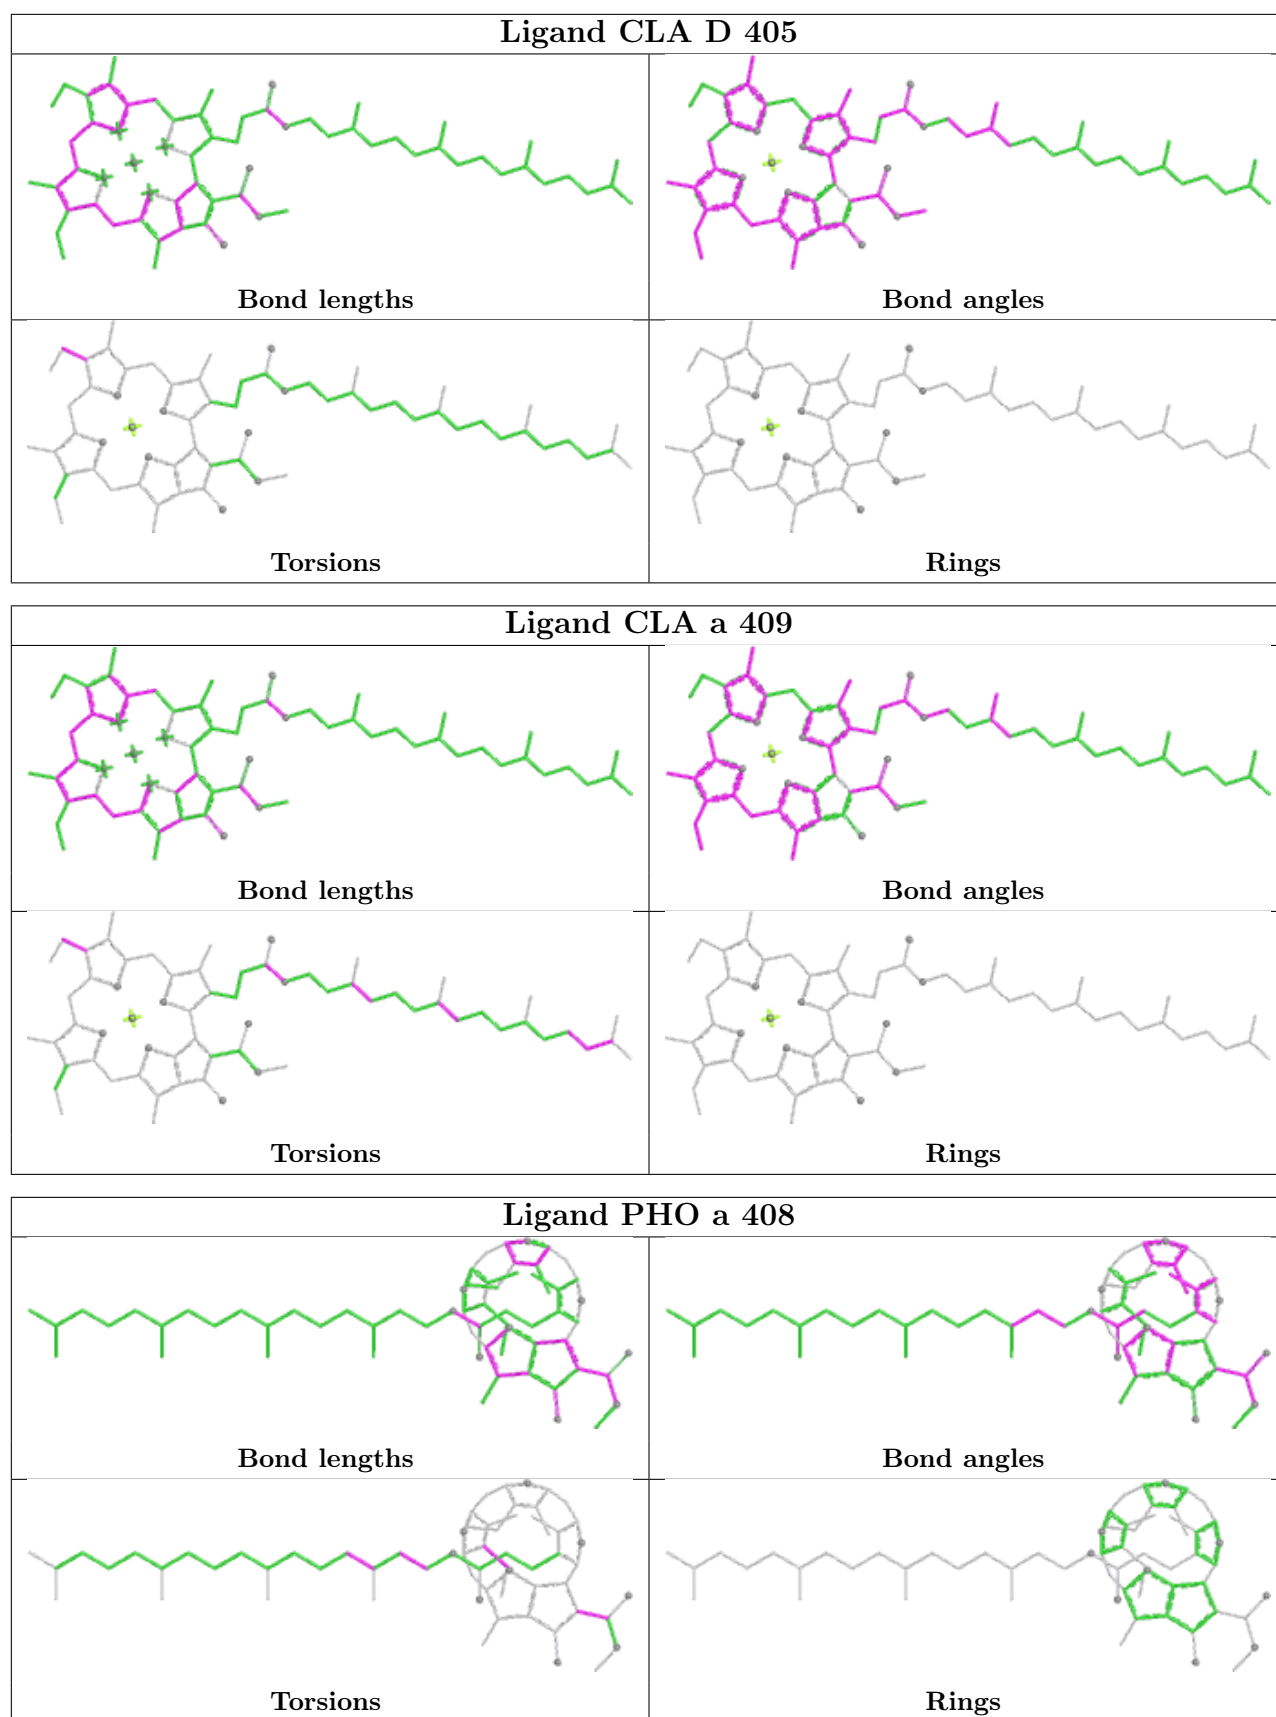 Ligand CLA D 405
Bond lengths
Bond angles
Torsions
Rings
Ligand CLA a 409
Bond lengths
Bond angles
Torsions
Rings
Ligand PHO a 408
Bond lengths
Bond angles
Torsions
Rings